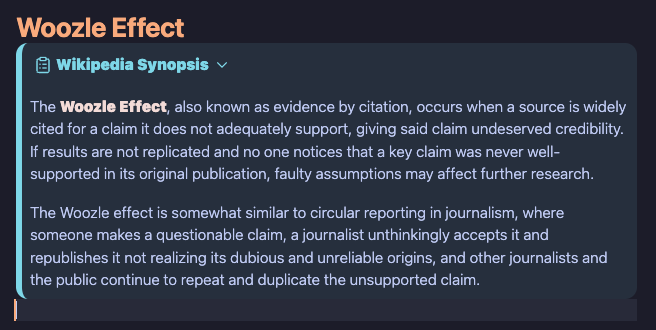 Woozle Effect
Wikipedia Synopsis
The Woozle Effect, also known as evidence by citation, occurs when a source is widely
cited for a claim it does not adequately support, giving said claim undeserved credibility.
If results are not replicated and no one notices that a key claim was never well-
supported in its original publication, faulty assumptions may affect further research.
The Woozle effect is somewhat similar to circular reporting in journalism, where
someone makes a questionable claim, a journalist unthinkingly accepts it and
republishes it not realizing its dubious and unreliable origins, and other journalists and
the public continue to repeat and duplicate the unsupported claim.